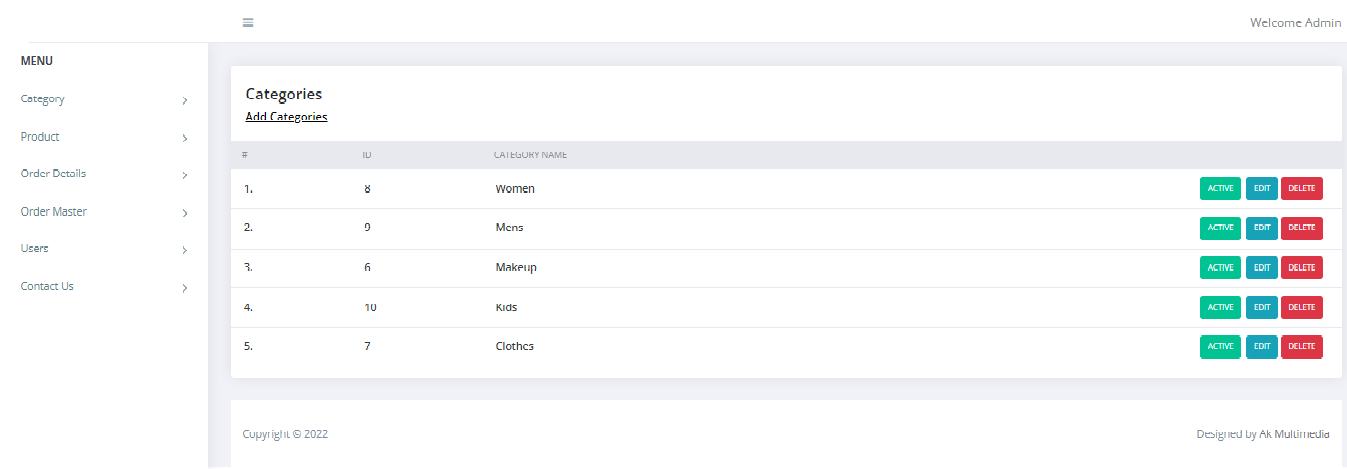 Welcome Admin
MENU
Category
Product
Order Details
Order Master
Users
Contact Us
Categories
Add Categories
# ID CATEGORY NAME
1. 8 Women ACTIVE EDIT DELETE
2. 9 Mens ACTIVE EDIT DELETE
3. 6 Makeup ACTIVE EDIT DELETE
4. 10 Kids ACTIVE EDIT DELETE
5. 7 Clothes ACTIVE EDIT DELETE
Copyright © 2022 Designed by Ak Multimedia